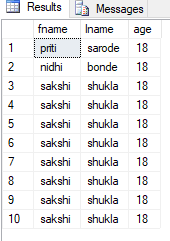 Results Messages
fname lname age
1 priti sarode 18
2 nidhi bonde 18
3 sakshi shukla 18
4 sakshi shukla 18
5 sakshi shukla 18
6 sakshi shukla 18
7 sakshi shukla 18
8 sakshi shukla 18
9 sakshi shukla 18
10 sakshi shukla 18